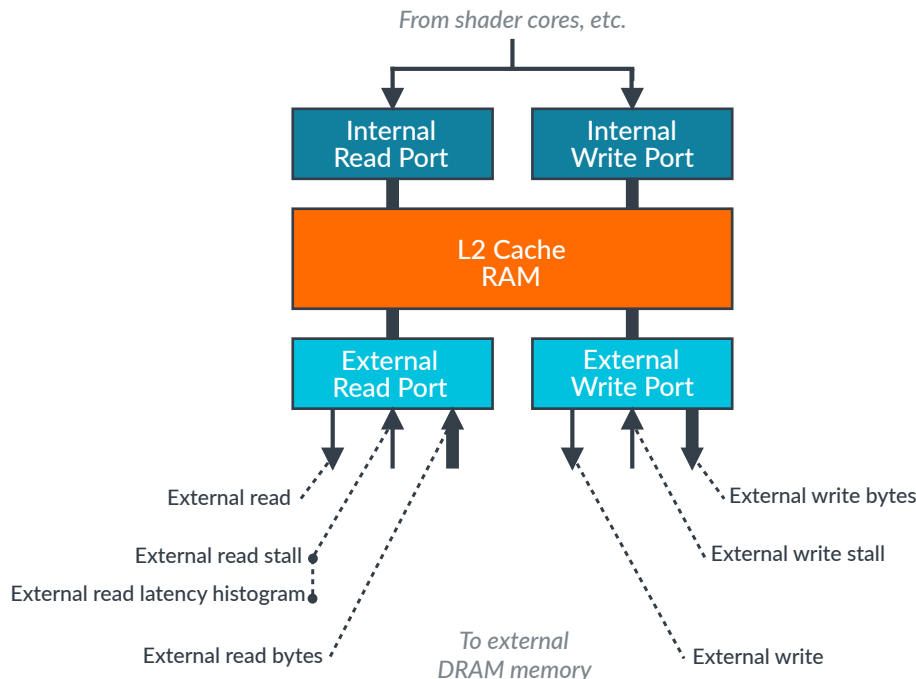 From shader cores, etc.
Internal
Read Port
Internal
Write Port
L2 Cache
RAM
External
Read Port
External
Write Port
External read
External write bytes
External read stall
External write stall
External read latency histogram
External read bytes
To external
DRAM memory
External write